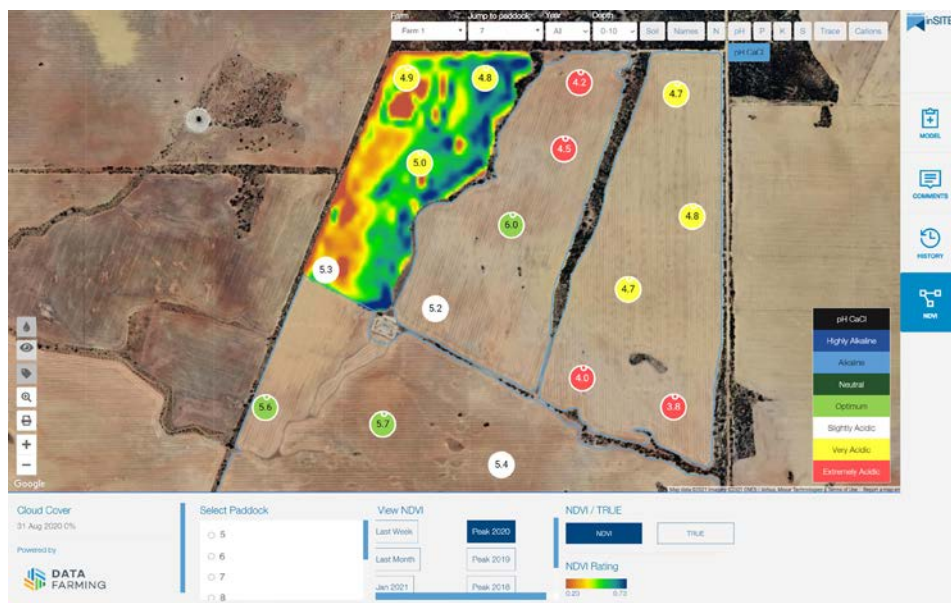 Farm
Jump to paddock
Year
Depth
Farm 1
7
All
0-10
Soil
Names
N
pH
P
K
S
Trace
Cations
pH CaCl
inSITE
4.9
4.8
4.2
4.7
4.5
5.0
4.8
6.0
5.3
4.7
5.2
4.0
5.6
3.8
5.7
5.4
MODEL
COMMENTS
HISTORY
NDVI
pH CaCl
Highly Alkaline
Alkaline
Neutral
Optimum
Slightly Acidic
Very Acidic
Extremely Acidic
Google
Cloud Cover
31 Aug 2020 0%
Powered by
DATA
FARMING
Select Paddock
5
6
7
8
View NDVI
Last Week
Peak 2020
Last Month
Peak 2019
Jan 2021
Peak 2018
NDVI / TRUE
NDVI
TRUE
NDVI Rating
0.23
0.73